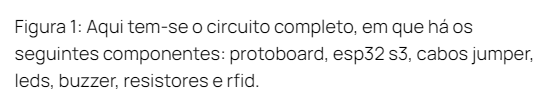 Figura 1: Aqui tem-se o circuito completo, em que há os
seguintes componentes: protoboard, esp32 s3, cabos jumper,
leds, buzzer, resistores e rfid.